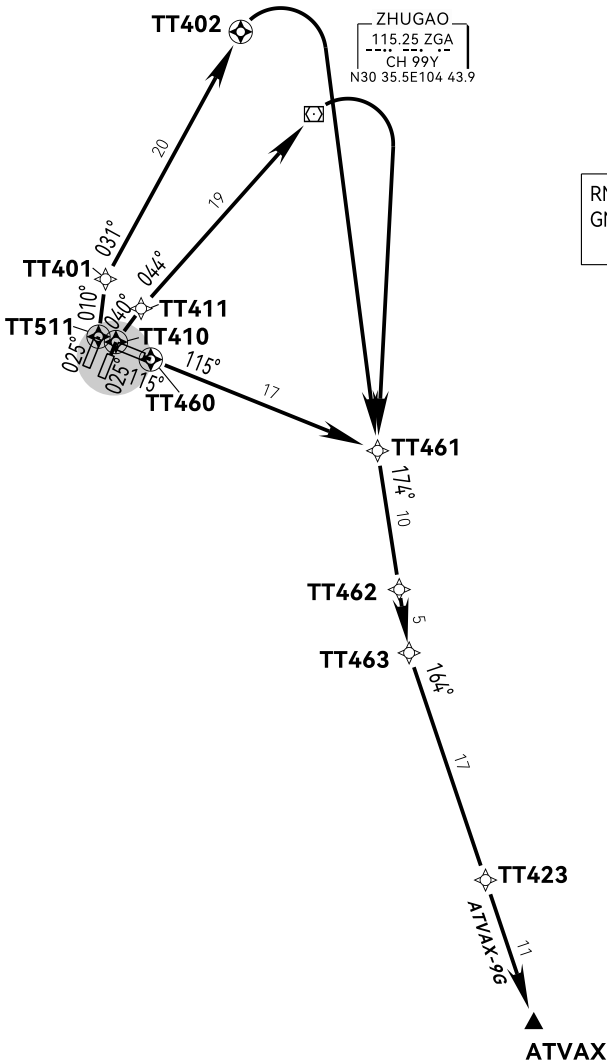 TT402
ZHUGAO
115.25 ZGA
CH 99Y
N30 35.5E104 43.9
20
19
RN
GN
031°
044°
TT401
010°
040°
TT411
TT511
TT410
025°
025°
115°
115°
TT460
17
TT461
174°
10
TT462
5
TT463
164°
17
TT423
ATVAX-9G
11
ATVAX